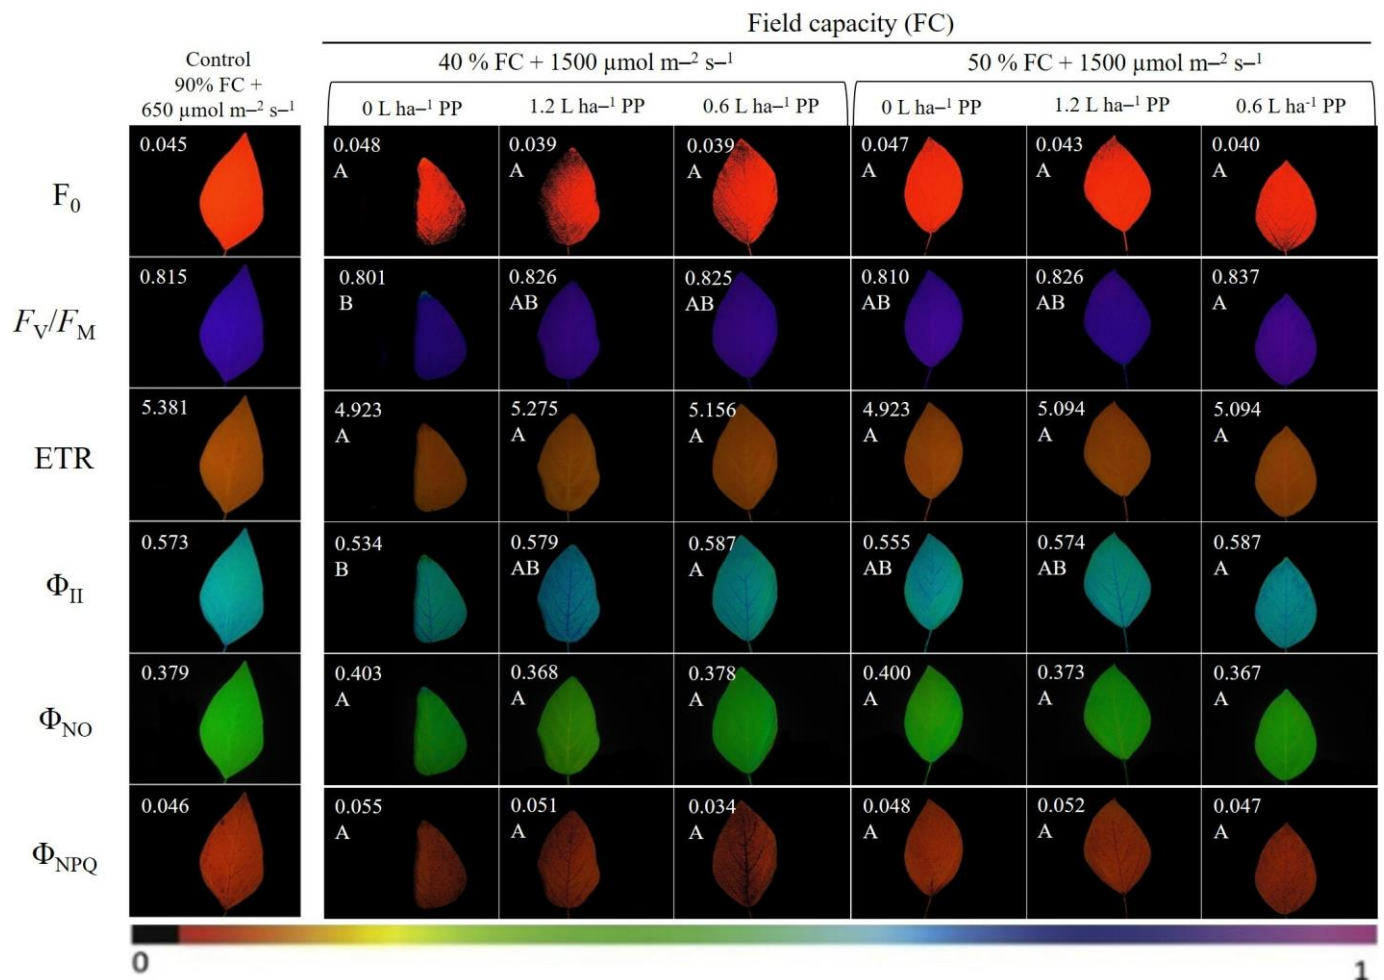 Field capacity (FC)
Control
90% FC +
650 µmol m–² s–¹
40 % FC + 1500 µmol m–² s–¹
50 % FC + 1500 µmol m–² s–¹
0 L ha–¹ PP
1.2 L ha–¹ PP
0.6 L ha–¹ PP
0 L ha–¹ PP
1.2 L ha–¹ PP
0.6 L ha-¹ PP
F₀
0.045
0.048
A
0.039
A
0.039
A
0.047
A
0.043
A
0.040
A
F_V/F_M
0.815
0.801
B
0.826
AB
0.825
AB
0.810
AB
0.826
AB
0.837
A
ETR
5.381
4.923
A
5.275
A
5.156
A
4.923
A
5.094
A
5.094
A
Φ_II
0.573
0.534
B
0.579
AB
0.587
A
0.555
AB
0.574
AB
0.587
A
Φ_NO
0.379
0.403
A
0.368
A
0.378
A
0.400
A
0.373
A
0.367
A
Φ_NPQ
0.046
0.055
A
0.051
A
0.034
A
0.048
A
0.052
A
0.047
A
0
1